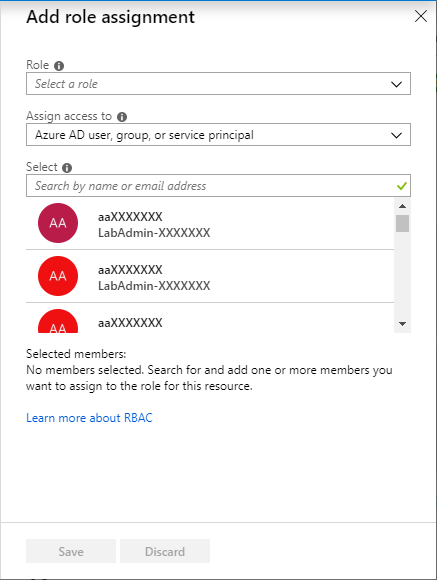 Add role assignment
Role
Select a role
Assign access to
Azure AD user, group, or service principal
Select
Search by name or email address
AA
aaXXXXXXX
LabAdmin-XXXXXXX
AA
aaXXXXXXX
LabAdmin-XXXXXXX
AA
aaXXXXXXX
Selected members:
No members selected. Search for and add one or more members you
want to assign to the role for this resource.
Learn more about RBAC
Save
Discard